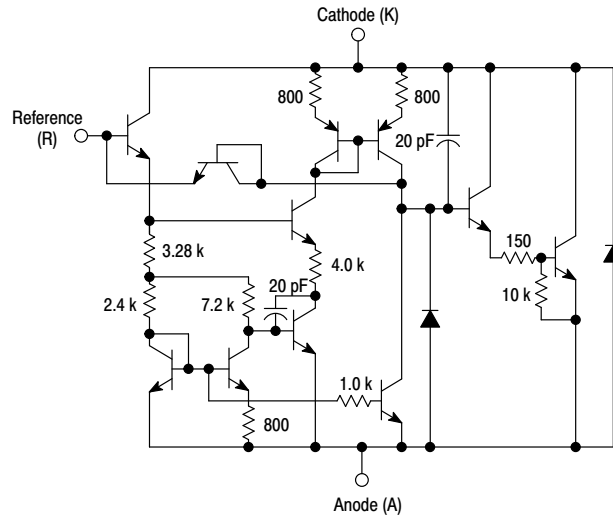 Cathode (K)
800
800
Reference
(R)
20 pF
3.28 k
4.0 k
150
2.4 k
7.2 k
20 pF
10 k
1.0 k
800
Anode (A)